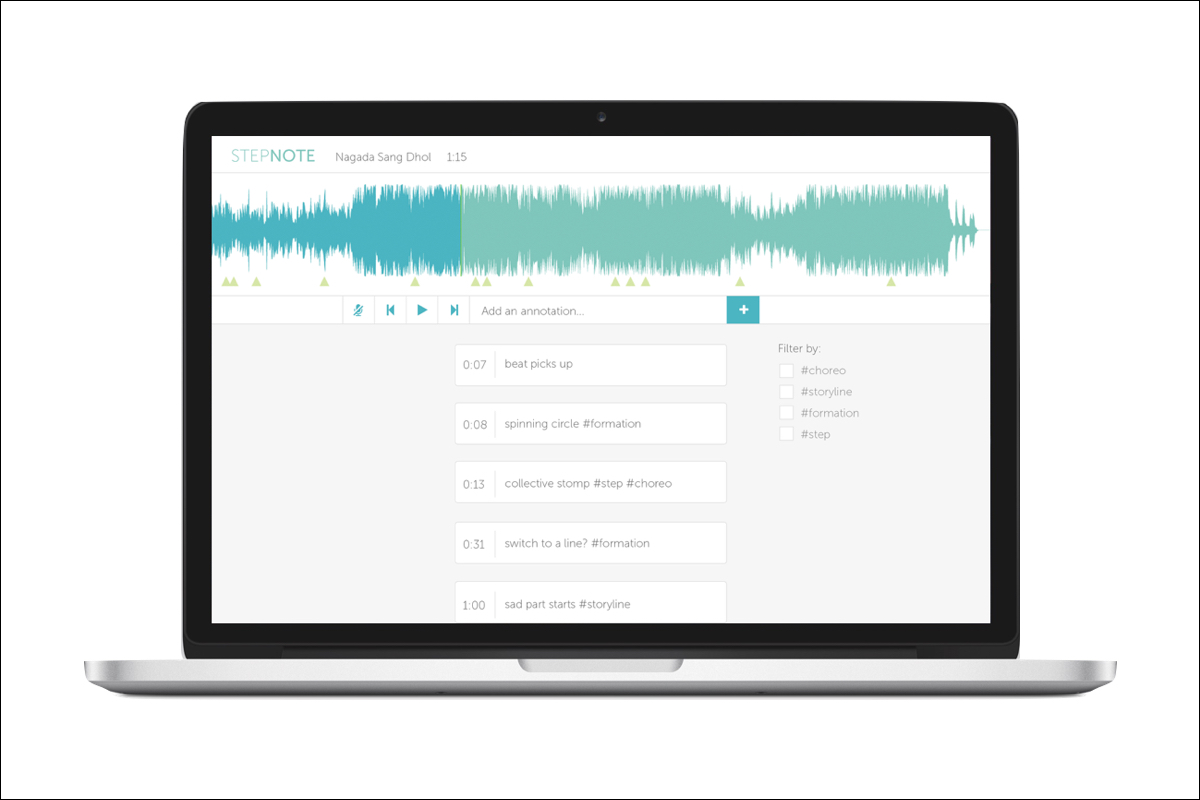 STEPNOTE Nagada Sang Dhol 1:15
Add an annotation...
+
Filter by:
#choreo
#storyline
#formation
#step
0:07 beat picks up
0:08 spinning circle #formation
0:13 collective stomp #step #choreo
0:31 switch to a line? #formation
1:00 sad part starts #storyline